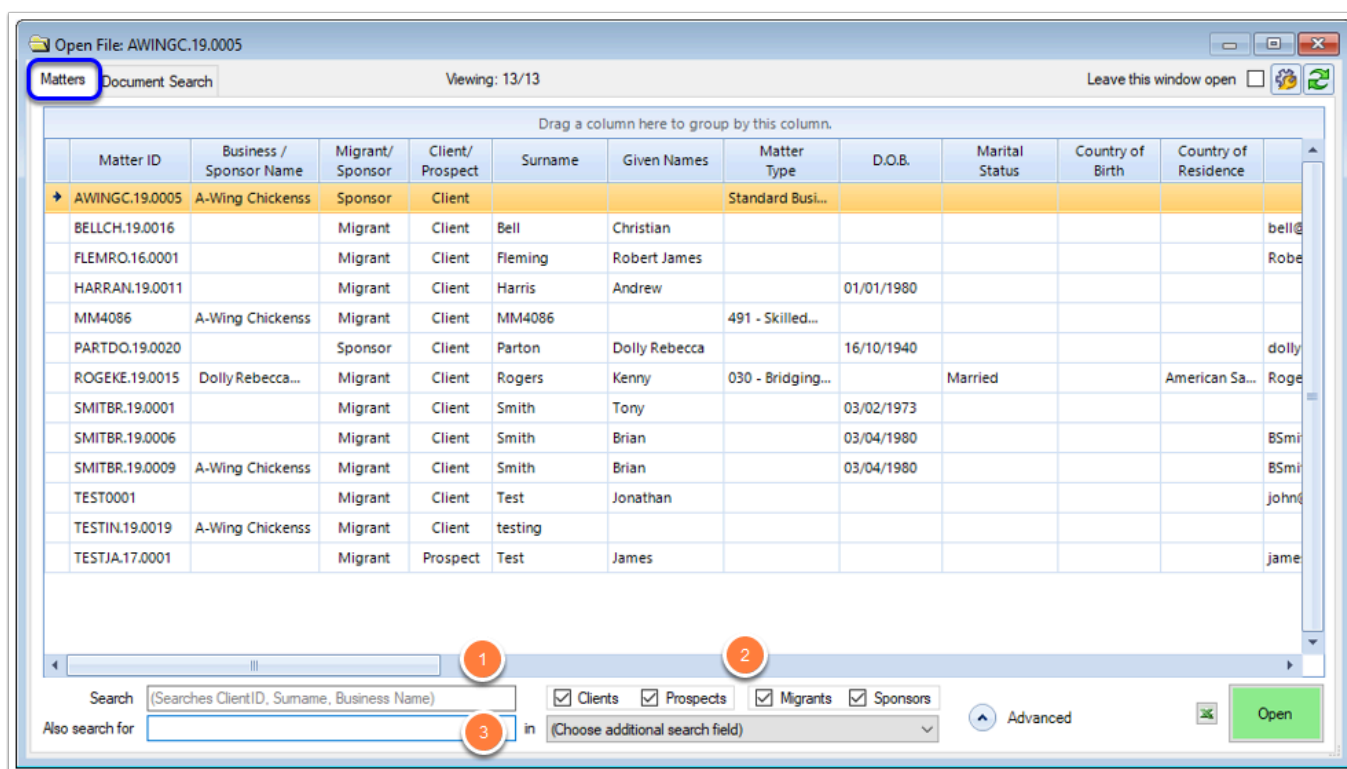 Open File: AWINGC.19.0005
Matters Document Search Viewing: 13/13 Leave this window open
Drag a column here to group by this column.
Matter ID Business / Sponsor Name Migrant/ Sponsor Client/ Prospect Surname Given Names Matter Type D.O.B. Marital Status Country of Birth Country of Residence
AWINGC.19.0005 A-Wing Chickenss Sponsor Client Standard Busi...
BELLCH.19.0016 Migrant Client Bell Christian bell@
FLEMRO.16.0001 Migrant Client Fleming Robert James Robe
HARRAN.19.0011 Migrant Client Harris Andrew 01/01/1980
MM4086 A-Wing Chickenss Migrant Client MM4086 491 - Skilled...
PARTDO.19.0020 Sponsor Client Parton Dolly Rebecca 16/10/1940 dolly
ROGEKE.19.0015 Dolly Rebecca... Migrant Client Rogers Kenny 030 - Bridging... Married American Sa... Roge
SMITBR.19.0001 Migrant Client Smith Tony 03/02/1973
SMITBR.19.0006 Migrant Client Smith Brian 03/04/1980 BSmi
SMITBR.19.0009 A-Wing Chickenss Migrant Client Smith Brian 03/04/1980 BSmi
TEST0001 Migrant Client Test Jonathan john@
TESTIN.19.0019 A-Wing Chickenss Migrant Client testing
TESTJA.17.0001 Migrant Prospect Test James jame
1 2
Search (Searches ClientID, Surname, Business Name) Clients Prospects Migrants Sponsors
Also search for 3 in (Choose additional search field) Advanced Open